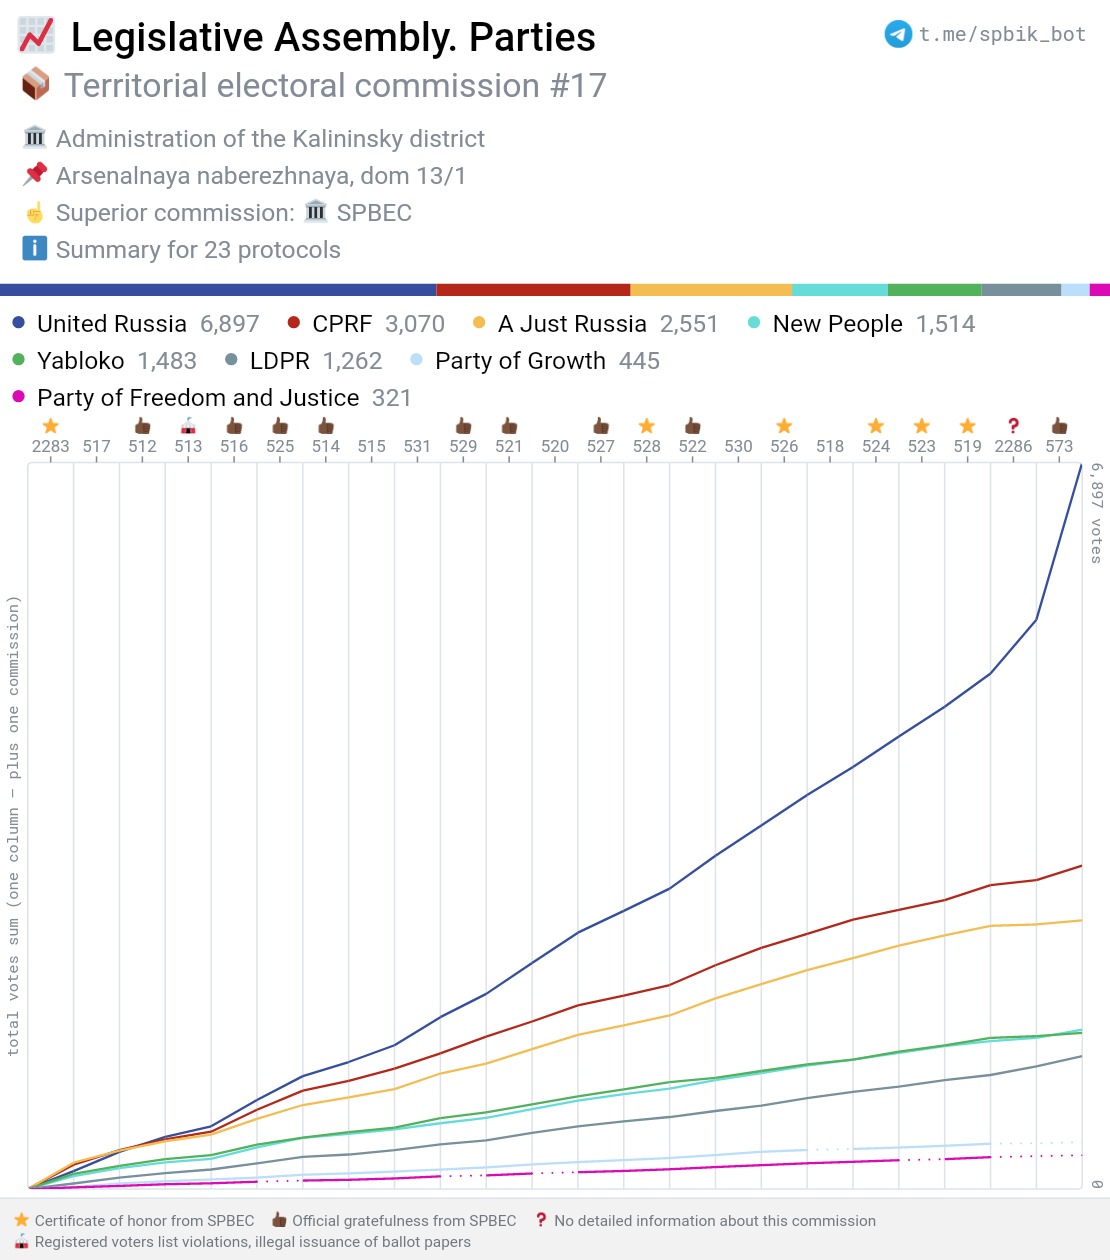 Legislative Assembly. Parties
t.me/spbik_bot
Territorial electoral commission #17
Administration of the Kalininsky district
Arsenalnaya naberezhnaya, dom 13/1
Superior commission: SPBEC
Summary for 23 protocols
United Russia 6,897 CPRF 3,070 A Just Russia 2,551 New People 1,514
Yabloko 1,483 LDPR 1,262 Party of Growth 445
Party of Freedom and Justice 321
2283 517 512 513 516 525 514 515 531 529 521 520 527 528 522 530 526 518 524 523 519 2286 573
6,897 votes
total votes sum (one column – plus one commission)
0
Certificate of honor from SPBEC Official gratefulness from SPBEC No detailed information about this commission
Registered voters list violations, illegal issuance of ballot papers